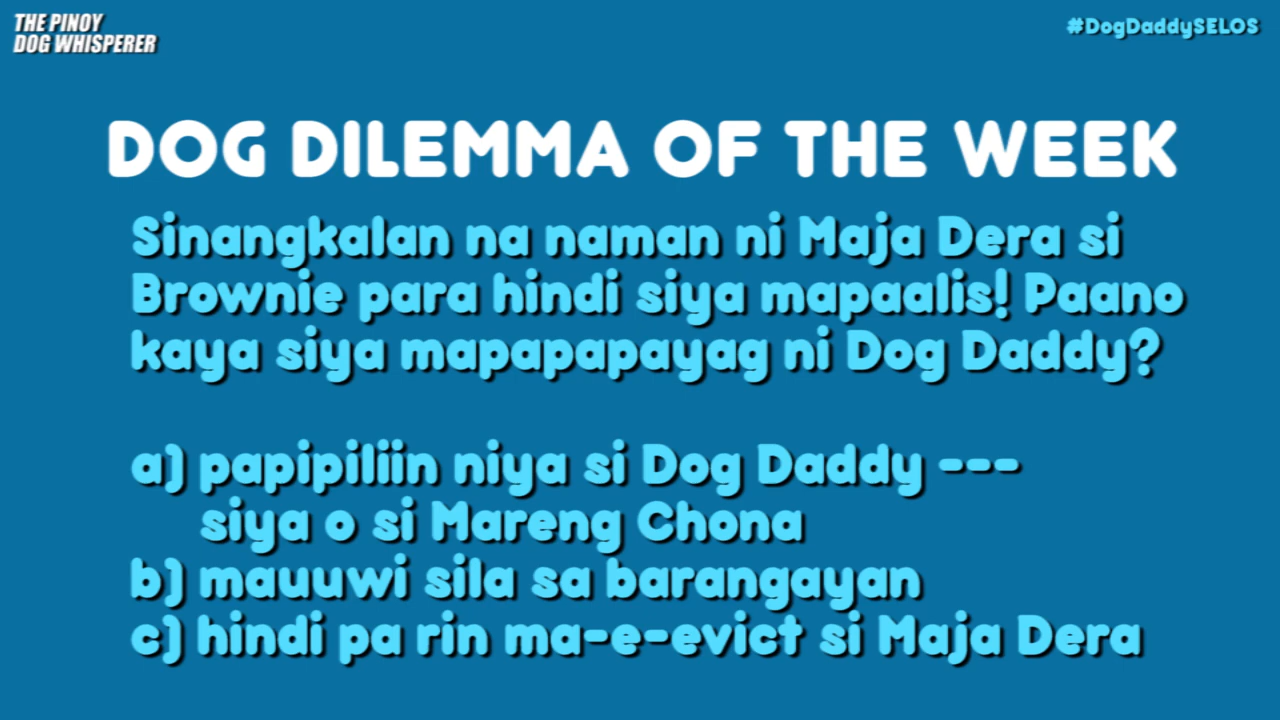 THE PINOY
DOG WHISPERER
#DogDaddySELOS
DOG DILEMMA OF THE WEEK
Sinangkalan na naman ni Maja Dera si
Brownie para hindi siya mapaalis! Paano
kaya siya mapapapayag ni Dog Daddy?
a) papipiliin niya si Dog Daddy ---
siya o si Mareng Chona
b) mauuwi sila sa barangayan
c) hindi pa rin ma-e-evict si Maja Dera